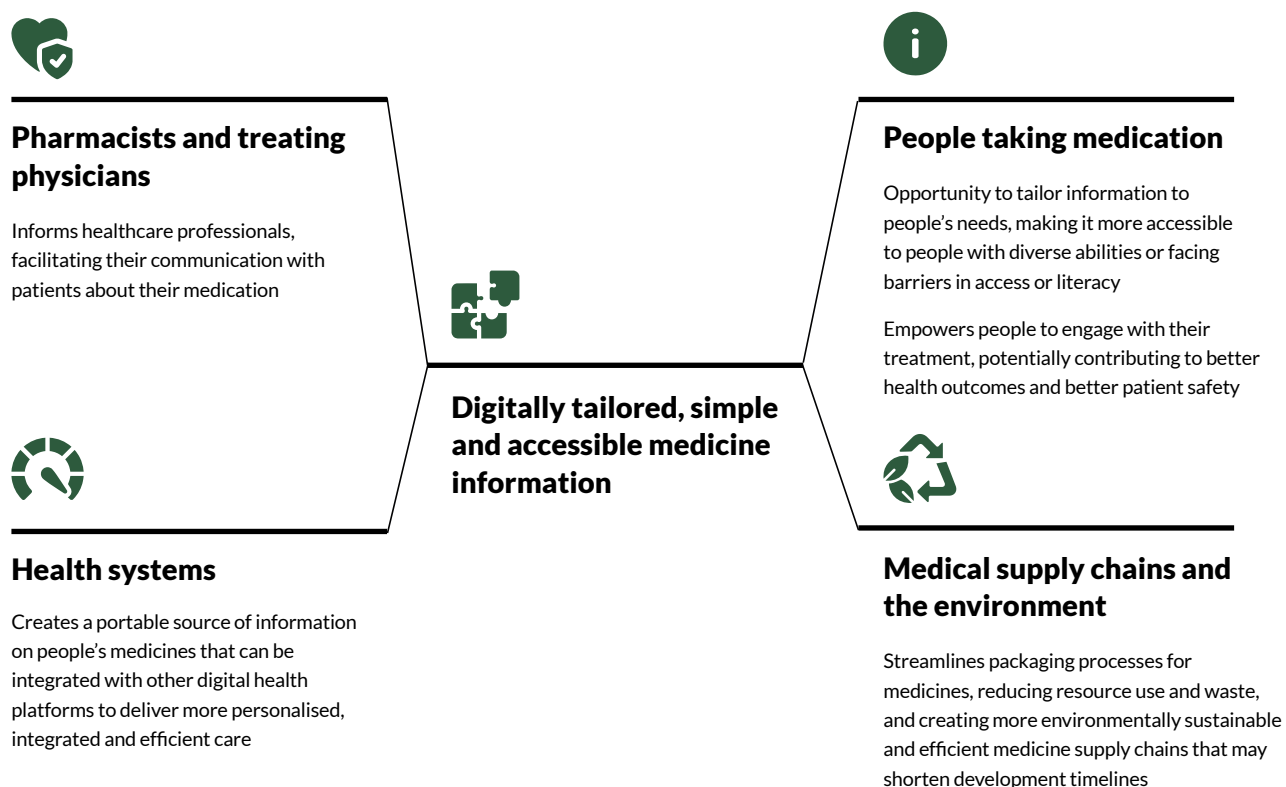 Pharmacists and treating
physicians
Informs healthcare professionals,
facilitating their communication with
patients about their medication
People taking medication
Opportunity to tailor information to
people’s needs, making it more accessible
to people with diverse abilities or facing
barriers in access or literacy
Empowers people to engage with their
treatment, potentially contributing to better
health outcomes and better patient safety
Digitally tailored, simple
and accessible medicine
information
Health systems
Creates a portable source of information
on people’s medicines that can be
integrated with other digital health
platforms to deliver more personalised,
integrated and efficient care
Medical supply chains and
the environment
Streamlines packaging processes for
medicines, reducing resource use and waste,
and creating more environmentally sustainable
and efficient medicine supply chains that may
shorten development timelines